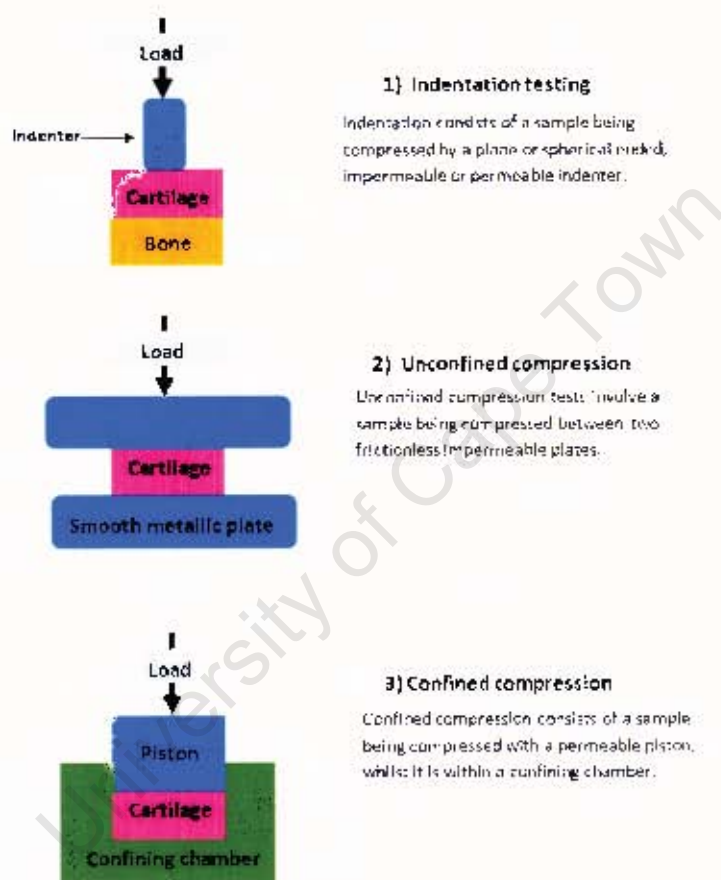 Load
1) Indentation testing
Indenter
Indentation consists of a sample being
compressed by a plane or spherical ended,
impermeable or permeable indenter.
Cartilage
Bone
Load
2) Unconfined compression
Unconfined compression tests involve a
sample being compressed between two
frictionless impermeable plates.
Cartilage
Smooth metallic plate
Load
3) Confined compression
Confined compression consists of a sample
being compressed with a permeable piston,
whilst it is within a confining chamber.
Piston
Cartilage
Confining chamber
University of Cape Town